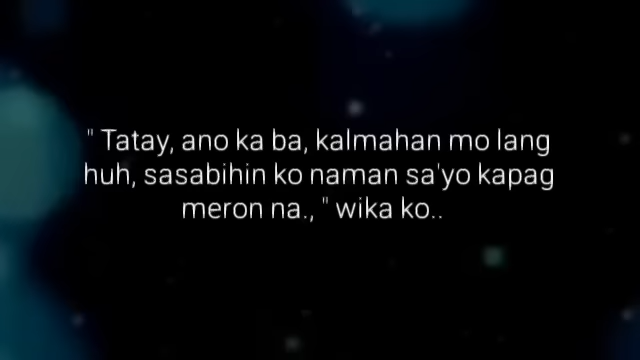 " Tatay, ano ka ba, kalmahan mo lang
huh, sasabihin ko naman sa'yo kapag
meron na., " wika ko..